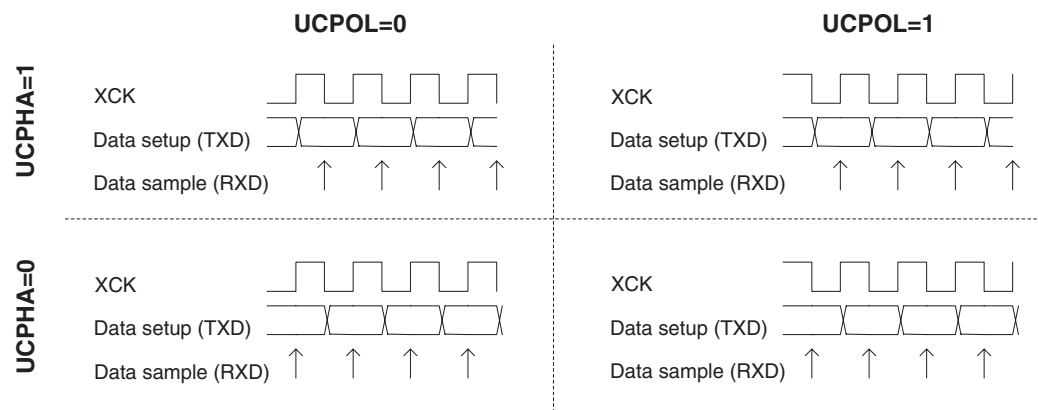 UCPOL=0
UCPOL=1
UCPHA=1
XCK
Data setup (TXD)
Data sample (RXD)
XCK
Data setup (TXD)
Data sample (RXD)
UCPHA=0
XCK
Data setup (TXD)
Data sample (RXD)
XCK
Data setup (TXD)
Data sample (RXD)